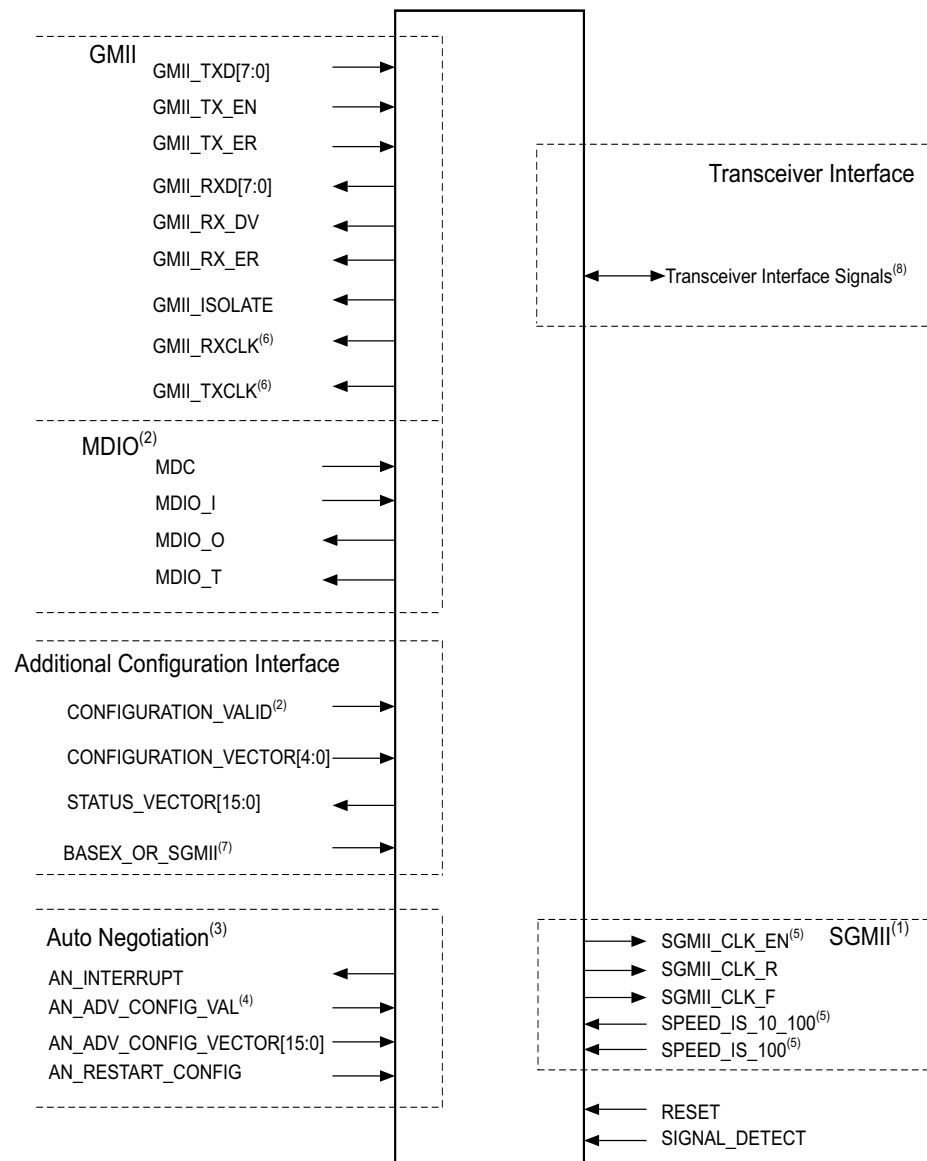 GMII
GMII_TXD[7:0]
GMII_TX_EN
GMII_TX_ER
GMII_RXD[7:0]
GMII_RX_DV
GMII_RX_ER
GMII_ISOLATE
GMII_RXCLK(6)
GMII_TXCLK(6)
MDIO(2)
MDC
MDIO_I
MDIO_O
MDIO_T
Additional Configuration Interface
CONFIGURATION_VALID(2)
CONFIGURATION_VECTOR[4:0]
STATUS_VECTOR[15:0]
BASEX_OR_SGMII(7)
Auto Negotiation(3)
AN_INTERRUPT
AN_ADV_CONFIG_VAL(4)
AN_ADV_CONFIG_VECTOR[15:0]
AN_RESTART_CONFIG
Transceiver Interface
Transceiver Interface Signals(8)
SGMII(1)
SGMII_CLK_EN(5)
SGMII_CLK_R
SGMII_CLK_F
SPEED_IS_10_100(5)
SPEED_IS_100(5)
RESET
SIGNAL_DETECT